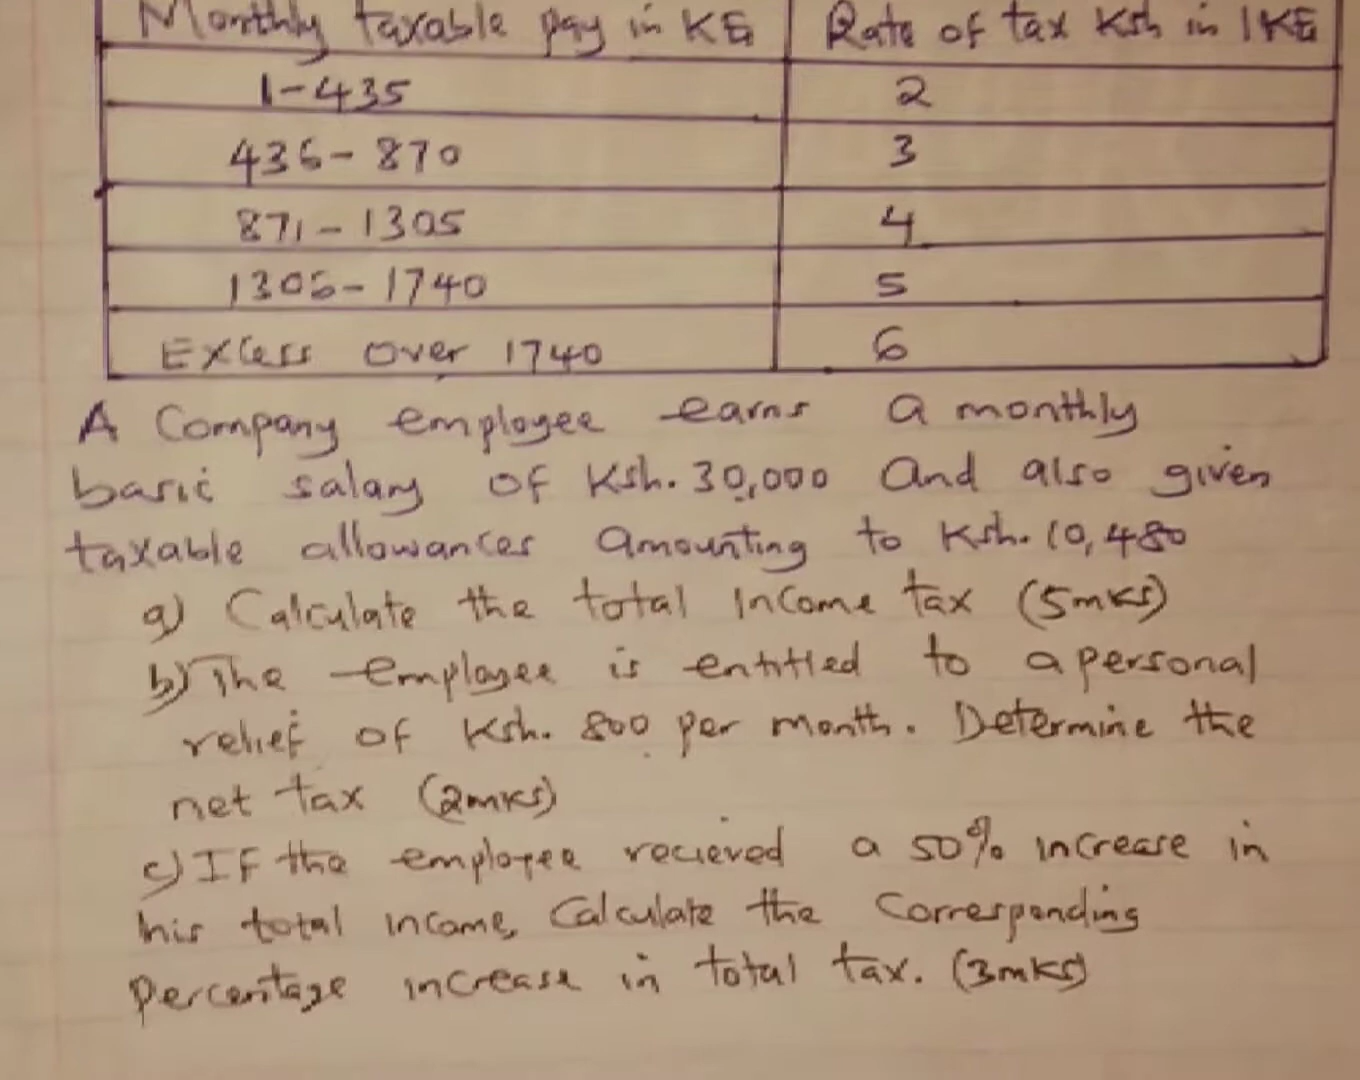 Monthly taxable pay in K£ Rate of tax Ksh in 1K£
1-435 2
436-870 3
871-1305 4
1306-1740 5
Excess over 1740 6
A Company employee earns a monthly
basic salary of Ksh. 30,000 and also given
taxable allowances amounting to Ksh. 10,480
a) Calculate the total Income tax (5mks)
b) The employee is entitled to a personal
relief of Ksh. 800 per month. Determine the
net tax (2mks)
c) If the employee recieved a 50% increase in
his total income, Calculate the Corresponding
Percentage increase in total tax. (3mks)